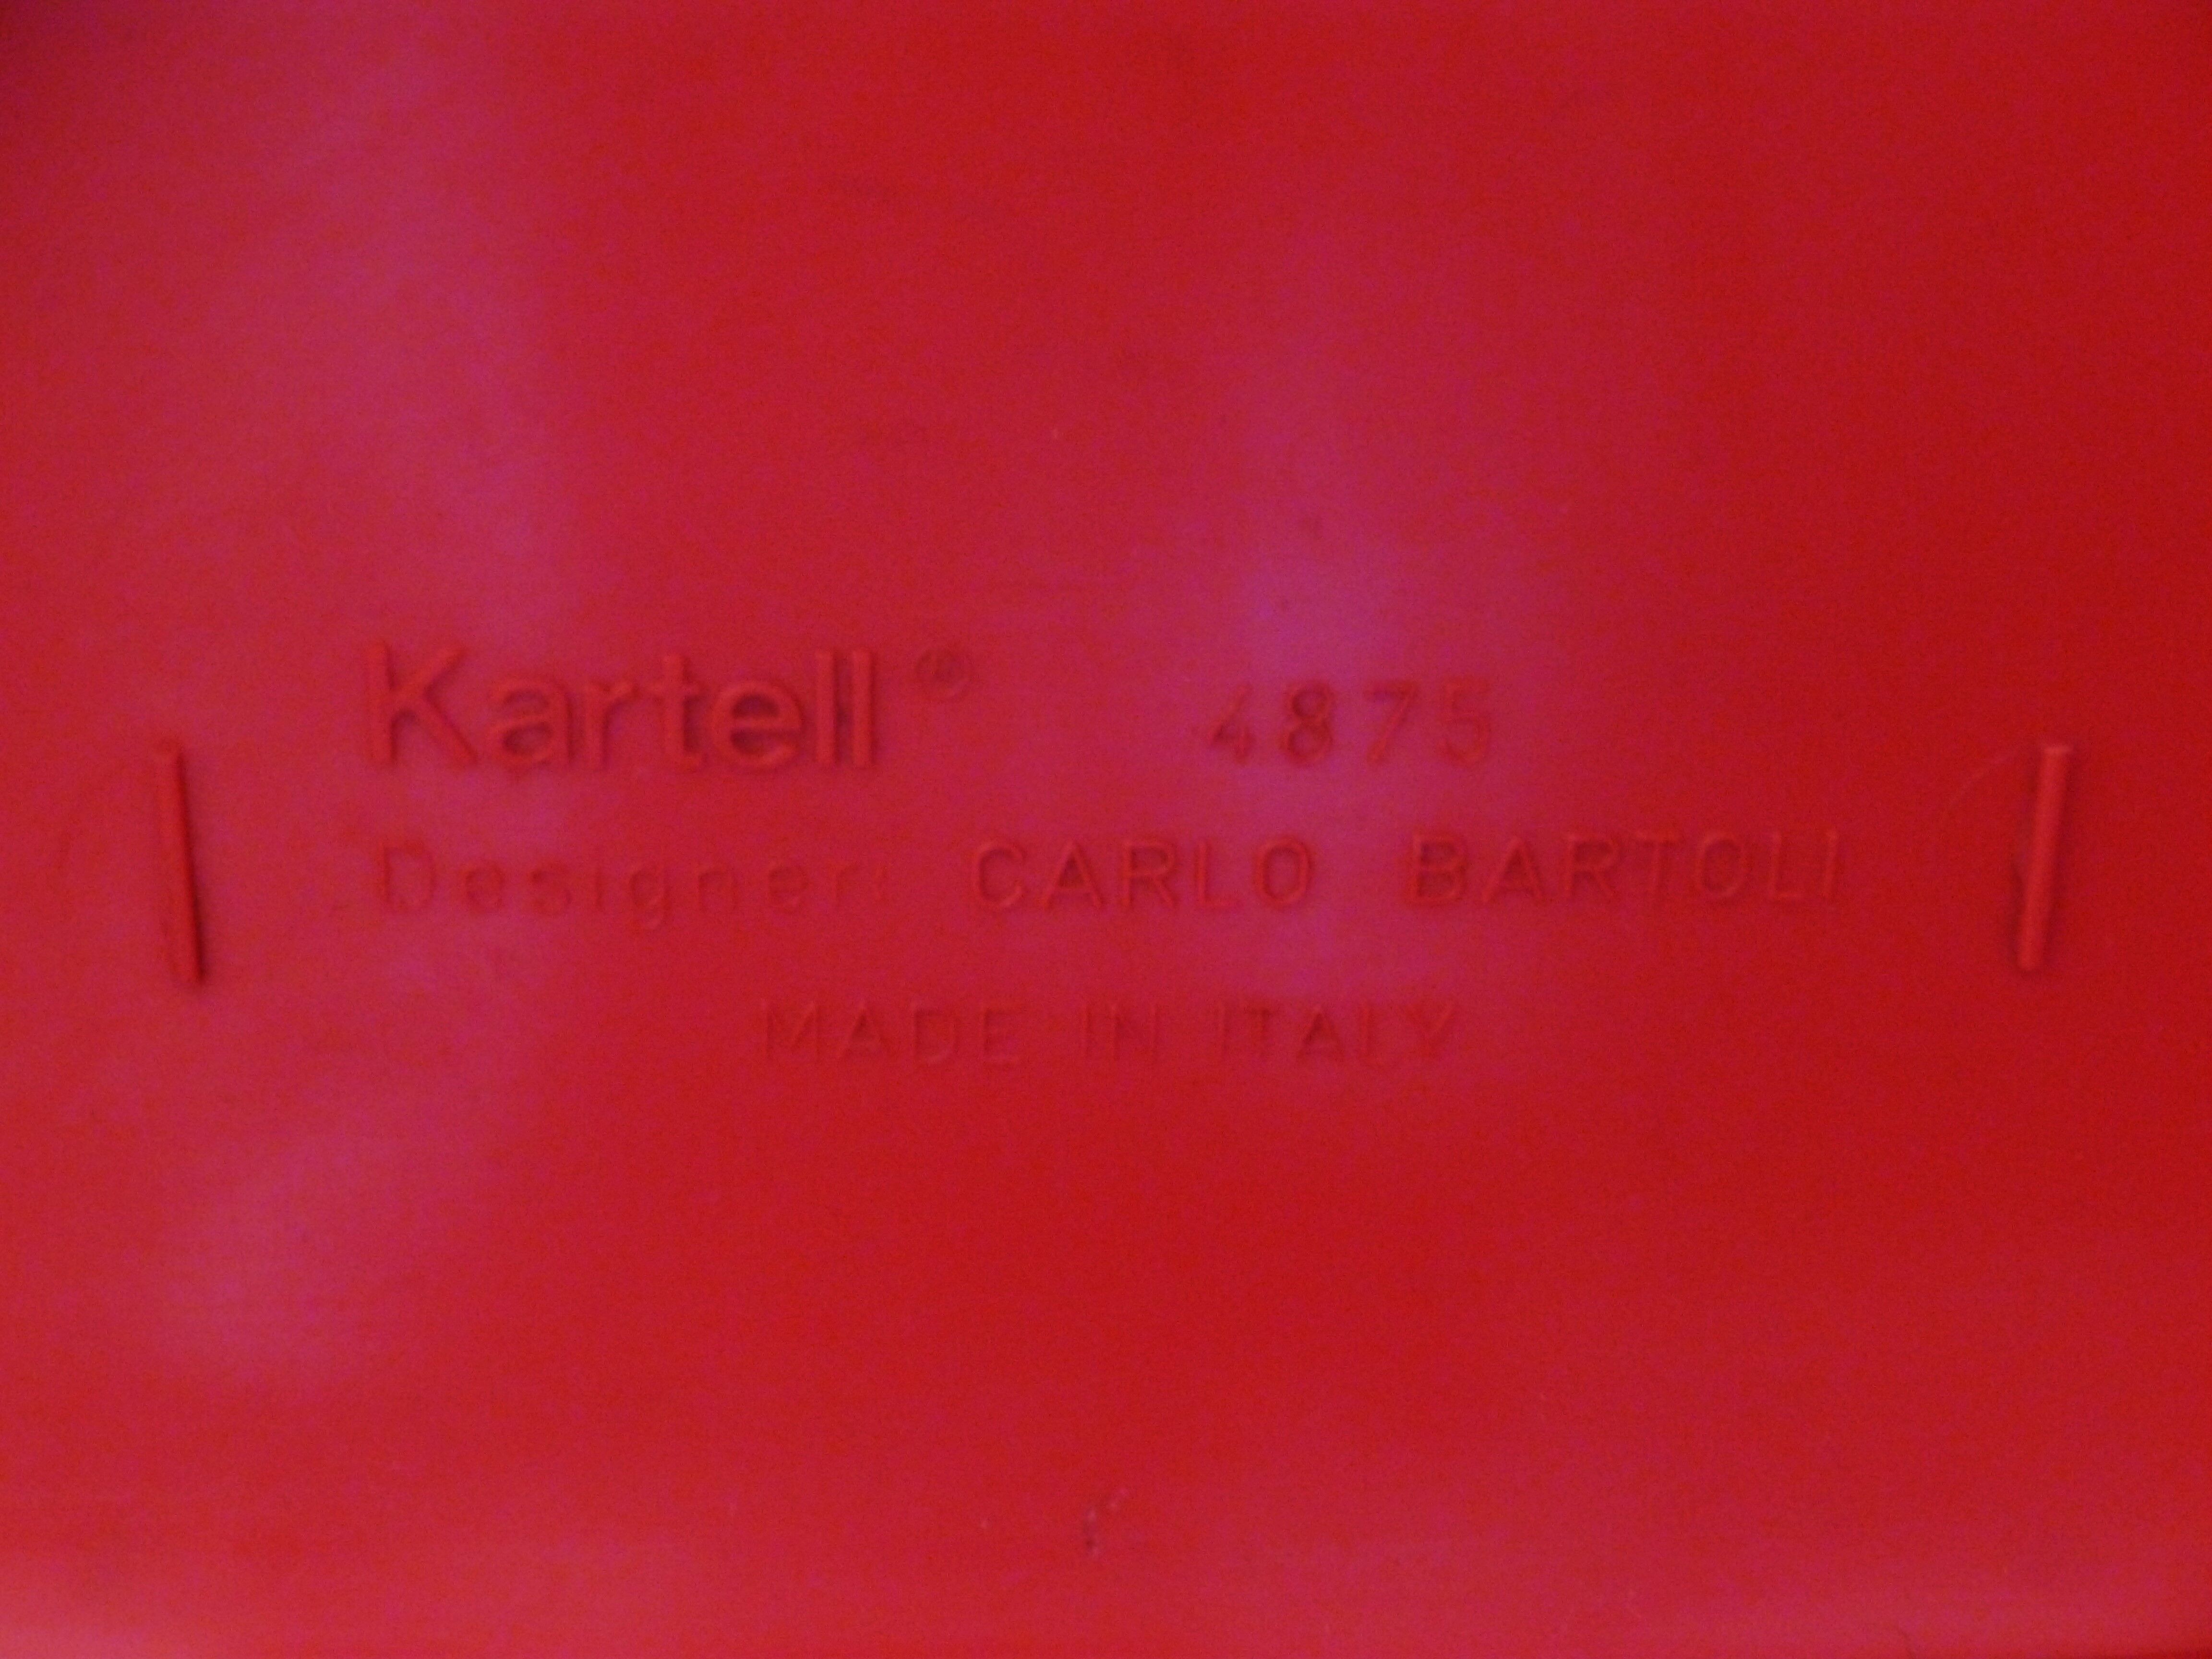 Kartell® 4875
Designer: CARLO BARTOLI
MADE IN ITALY